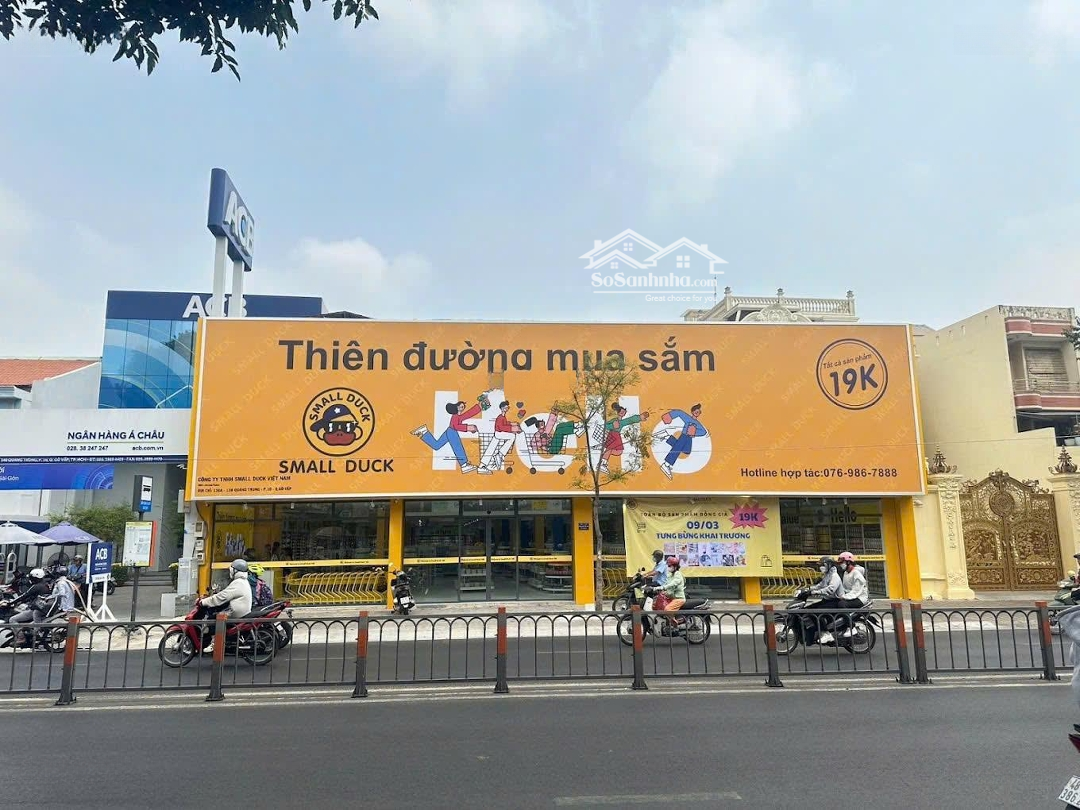 ACB
SoSanhnha.com
Great choice for you
ACB
Thiên đường mua sắm
Tất cả sản phẩm
19K
Hello
SMALL DUCK
SMALL DUCK
Hotline hợp tác:076-986-7888
CÔNG TY TNHH SMALL DUCK VIỆT NAM
NGÂN HÀNG Á CHÂU
028. 38 247 247
acb.com.vn
19K
09/03
TƯNG BỪNG KHAI TRƯƠNG
Hello
ACB